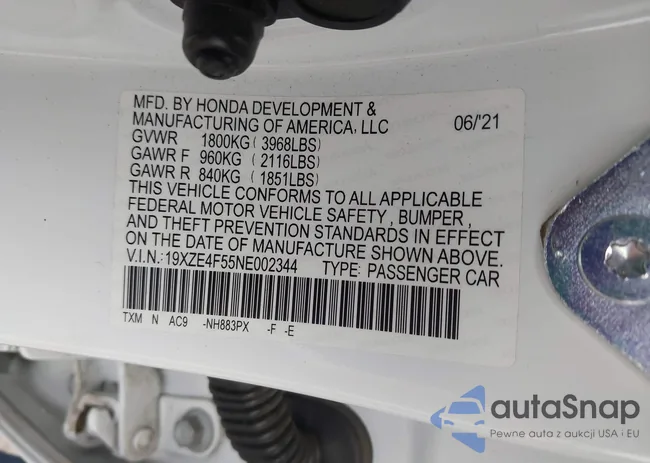 MFD. BY HONDA DEVELOPMENT &
MANUFACTURING OF AMERICA, LLC 06/'21
GVWR 1800KG (3968LBS)
GAWR F 960KG (2116LBS)
GAWR R 840KG (1851LBS)
THIS VEHICLE CONFORMS TO ALL APPLICABLE
FEDERAL MOTOR VEHICLE SAFETY, BUMPER,
AND THEFT PREVENTION STANDARDS IN EFFECT
ON THE DATE OF MANUFACTURE SHOWN ABOVE.
V.I.N.:19XZE4F55NE002344 TYPE: PASSENGER CAR
TXM N AC9 -NH883PX -F -E
autaSnap
Pewne auta z aukcji USA i EU